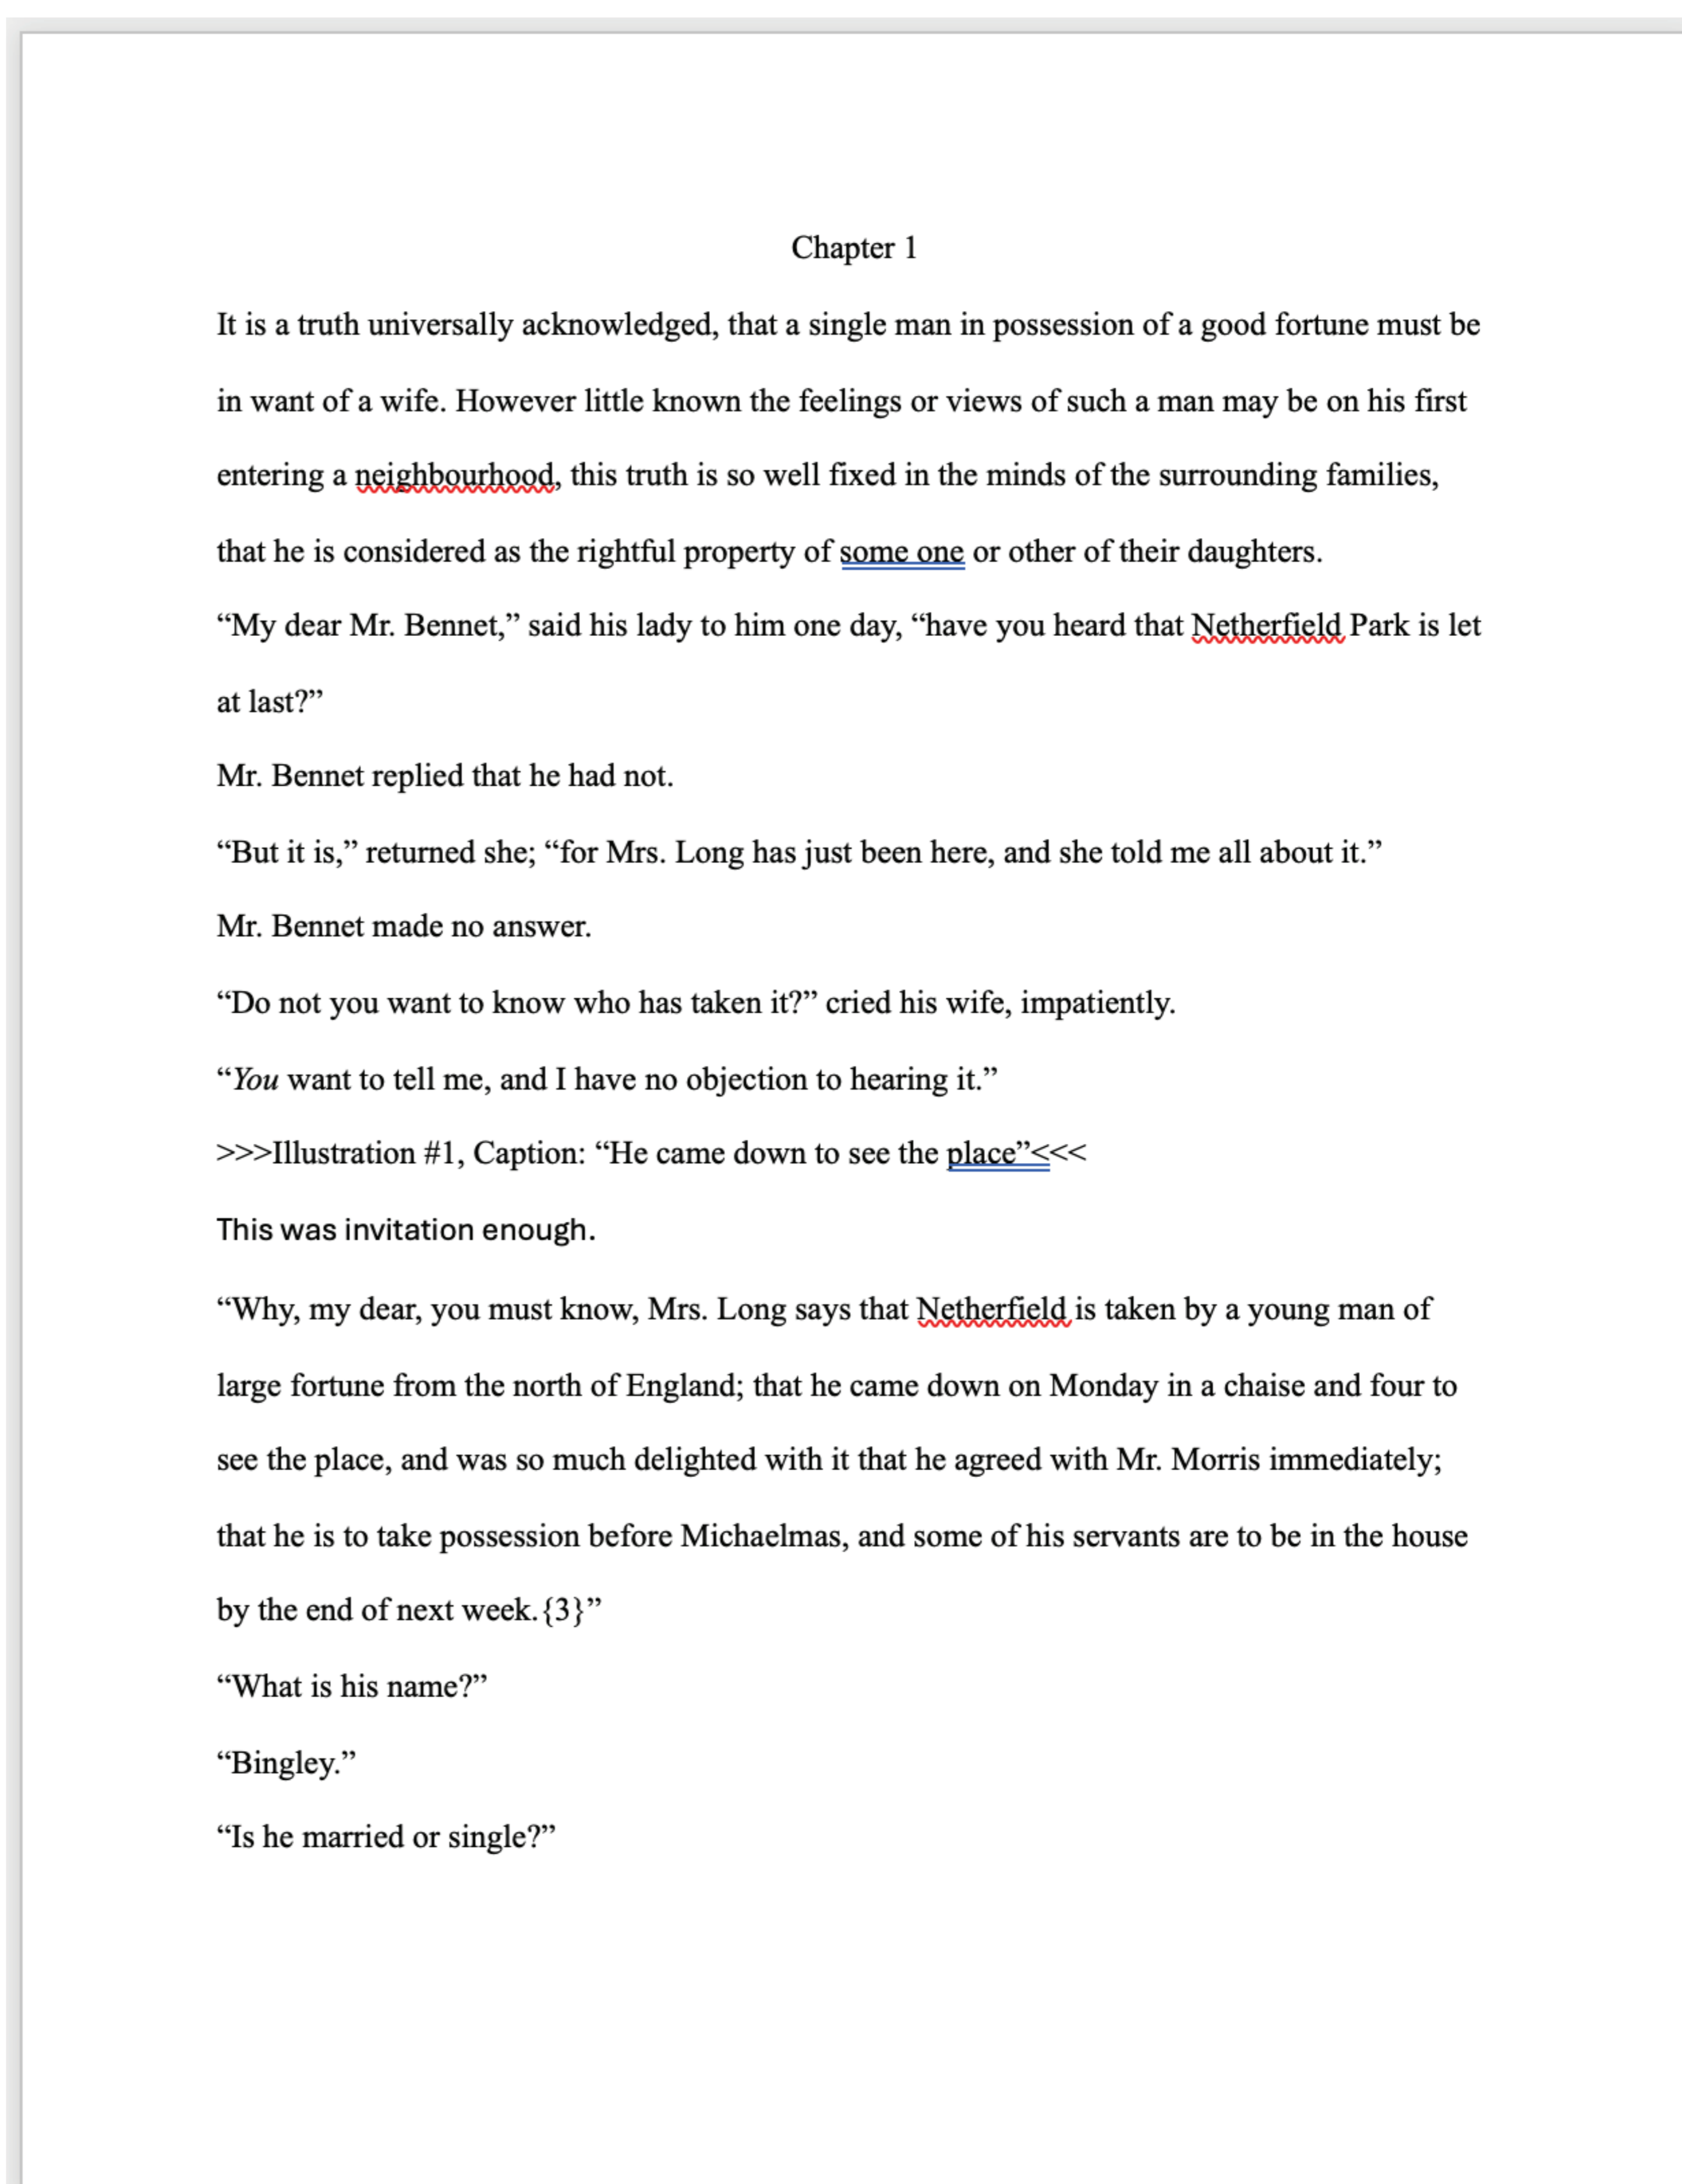 Chapter 1
It is a truth universally acknowledged, that a single man in possession of a good fortune must be
in want of a wife. However little known the feelings or views of such a man may be on his first
entering a neighbourhood, this truth is so well fixed in the minds of the surrounding families,
that he is considered as the rightful property of some one or other of their daughters.
“My dear Mr. Bennet,” said his lady to him one day, “have you heard that Netherfield Park is let
at last?”
Mr. Bennet replied that he had not.
“But it is,” returned she; “for Mrs. Long has just been here, and she told me all about it.”
Mr. Bennet made no answer.
“Do not you want to know who has taken it?” cried his wife, impatiently.
“You want to tell me, and I have no objection to hearing it.”
>>>Illustration #1, Caption: “He came down to see the place”<<<
This was invitation enough.
“Why, my dear, you must know, Mrs. Long says that Netherfield is taken by a young man of
large fortune from the north of England; that he came down on Monday in a chaise and four to
see the place, and was so much delighted with it that he agreed with Mr. Morris immediately;
that he is to take possession before Michaelmas, and some of his servants are to be in the house
by the end of next week.{3}”
“What is his name?”
“Bingley.”
“Is he married or single?”